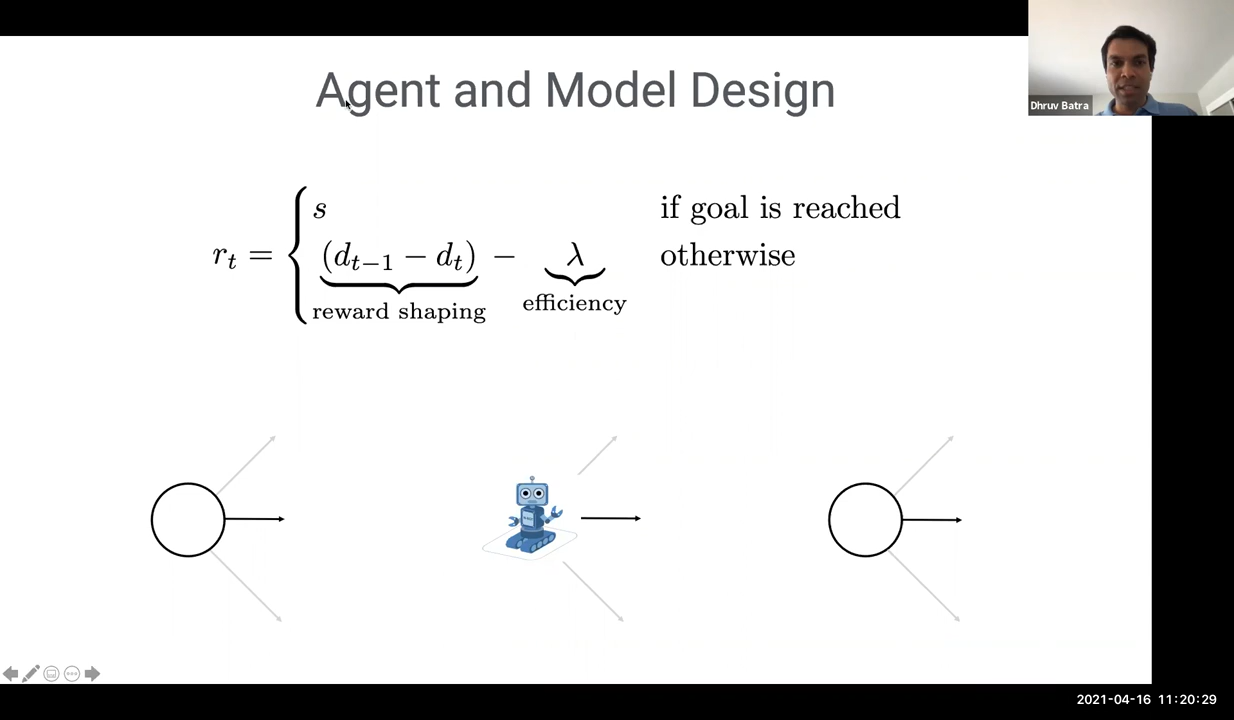 Agent and Model Design
Dhruv Batra
s if goal is reached
r_t = { (d_{t−1} − d_t) − λ otherwise
reward shaping efficiency
2021-04-16 11:20:29